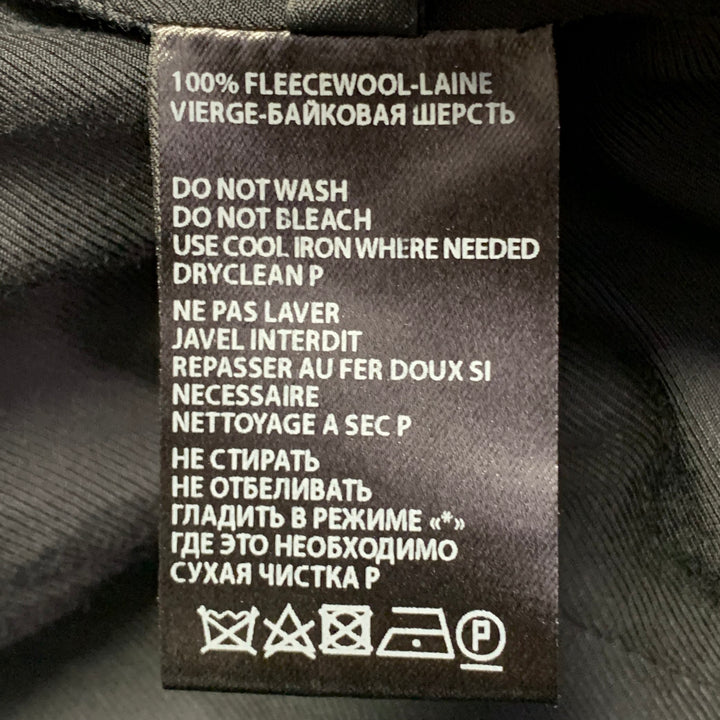 100% FLEECEWOOL-LAINE
VIERGE-БАЙКОВАЯ ШЕРСТЬ
DO NOT WASH
DO NOT BLEACH
USE COOL IRON WHERE NEEDED
DRYCLEAN P
NE PAS LAVER
JAVEL INTERDIT
REPASSER AU FER DOUX SI
NECESSAIRE
NETTOYAGE A SEC P
НЕ СТИРАТЬ
НЕ ОТБЕЛИВАТЬ
ГЛАДИТЬ В РЕЖИМЕ «*»
ГДЕ ЭТО НЕОБХОДИМО
СУХАЯ ЧИСТКА P
P